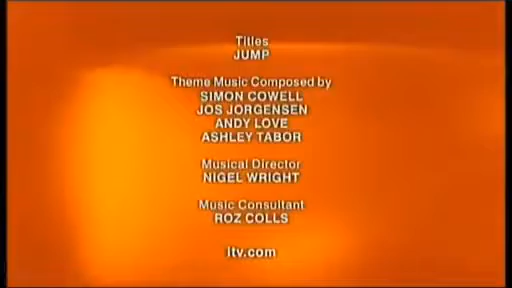 Titles
JUMP
Theme Music Composed by
SIMON COWELL
JOS JORGENSEN
ANDY LOVE
ASHLEY TABOR
Musical Director
NIGEL WRIGHT
Music Consultant
ROZ COLLS
itv.com